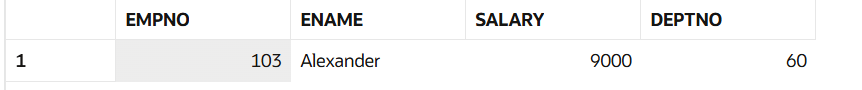 EMPNO ENAME SALARY DEPTNO
1 103 Alexander 9000 60